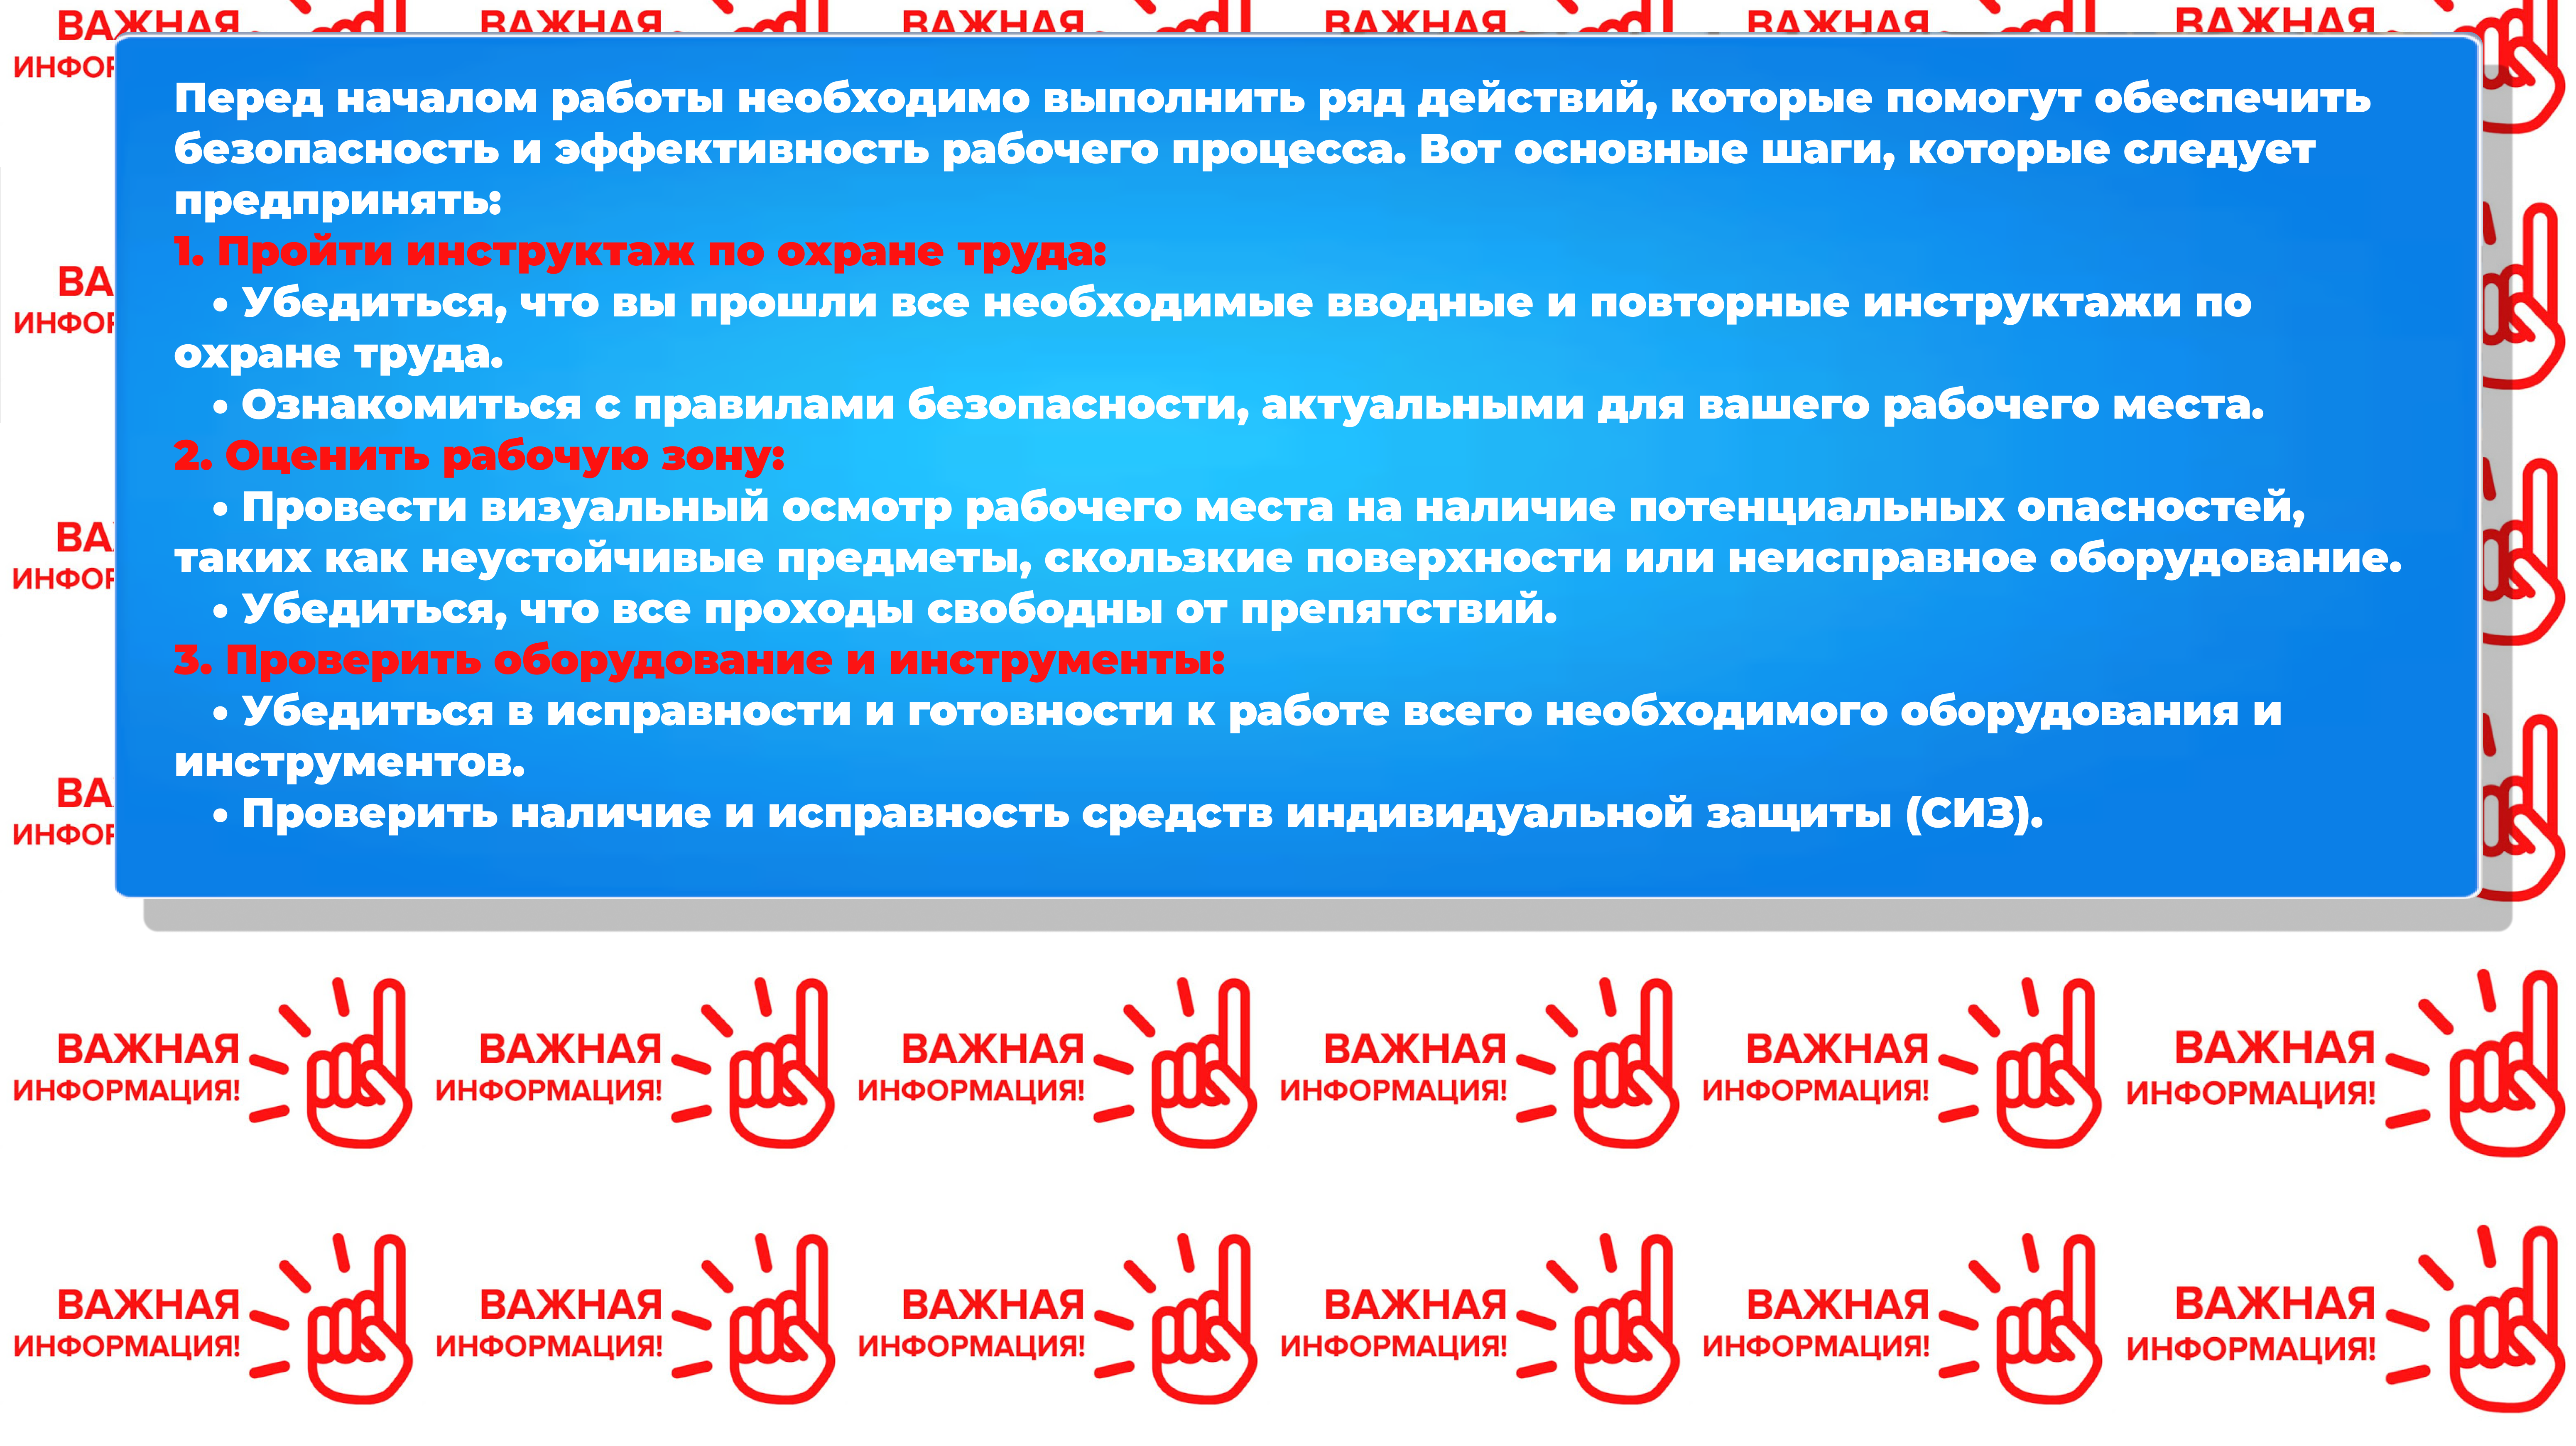 ВАЖНАЯ ВАЖНАЯ ВАЖНАЯ ВАЖНАЯ ВАЖНАЯ ВАЖНАЯ
Перед началом работы необходимо выполнить ряд действий, которые помогут обеспечить
безопасность и эффективность рабочего процесса. Вот основные шаги, которые следует
предпринять:
1. Пройти инструктаж по охране труда:
• Убедиться, что вы прошли все необходимые вводные и повторные инструктажи по
охране труда.
• Ознакомиться с правилами безопасности, актуальными для вашего рабочего места.
2. Оценить рабочую зону:
• Провести визуальный осмотр рабочего места на наличие потенциальных опасностей,
таких как неустойчивые предметы, скользкие поверхности или неисправное оборудование.
• Убедиться, что все проходы свободны от препятствий.
3. Проверить оборудование и инструменты:
• Убедиться в исправности и готовности к работе всего необходимого оборудования и
инструментов.
• Проверить наличие и исправность средств индивидуальной защиты (СИЗ).
ВАЖНАЯ ВАЖНАЯ ВАЖНАЯ ВАЖНАЯ ВАЖНАЯ ВАЖНАЯ
ИНФОРМАЦИЯ! ИНФОРМАЦИЯ! ИНФОРМАЦИЯ! ИНФОРМАЦИЯ! ИНФОРМАЦИЯ! ИНФОРМАЦИЯ!
ВАЖНАЯ ВАЖНАЯ ВАЖНАЯ ВАЖНАЯ ВАЖНАЯ ВАЖНАЯ
ИНФОРМАЦИЯ! ИНФОРМАЦИЯ! ИНФОРМАЦИЯ! ИНФОРМАЦИЯ! ИНФОРМАЦИЯ! ИНФОРМАЦИЯ!